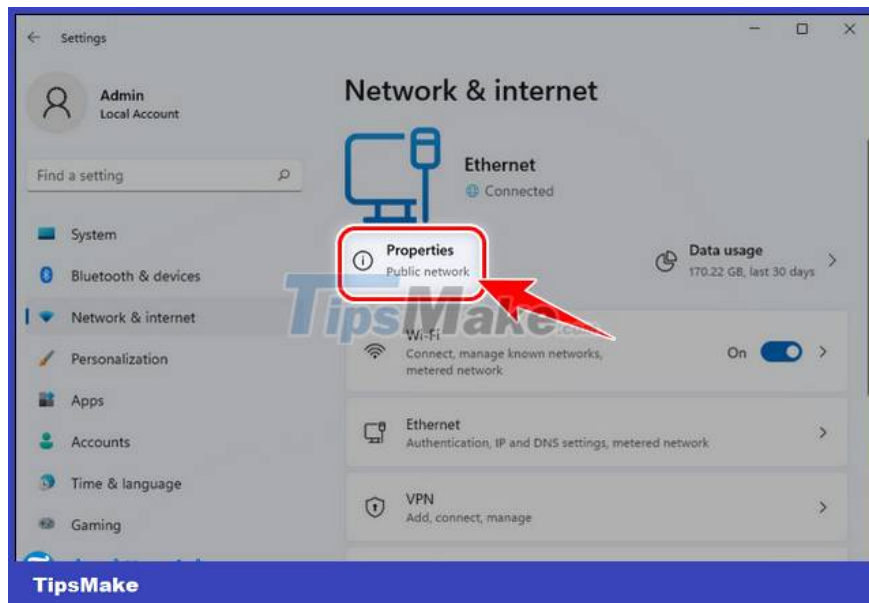 Settings
Admin
Local Account
Find a setting
System
Bluetooth & devices
Network & internet
Personalization
Apps
Accounts
Time & language
Gaming
Network & internet
Ethernet
Connected
Properties
Public network
Data usage
170.22 GB, last 30 days
TipsMake.com
Wi-Fi
Connect, manage known networks,
metered network
On
Ethernet
Authentication, IP and DNS settings, metered network
VPN
Add, connect, manage
TipsMake